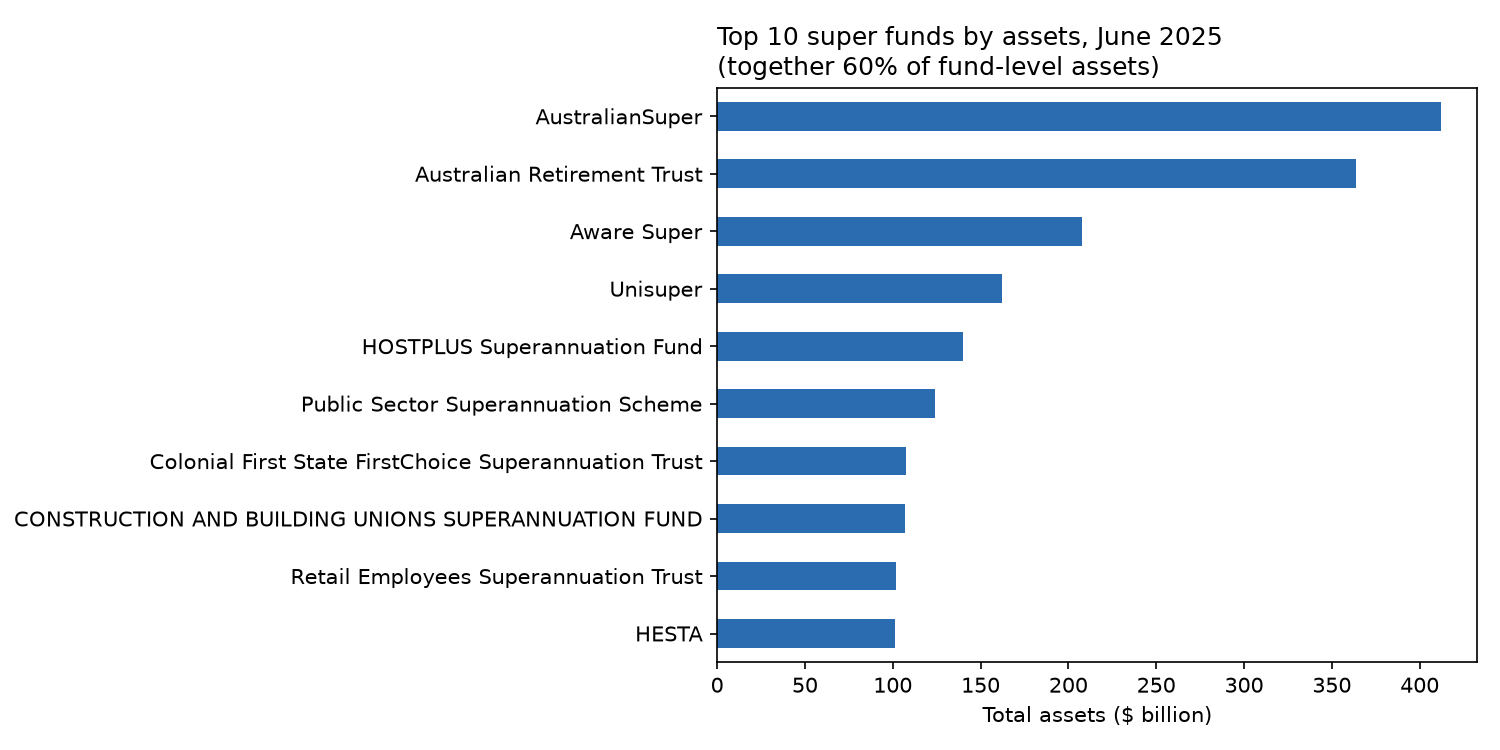 Top 10 super funds by assets, June 2025
(together 60% of fund-level assets)
AustralianSuper
Australian Retirement Trust
Aware Super
Unisuper
HOSTPLUS Superannuation Fund
Public Sector Superannuation Scheme
Colonial First State FirstChoice Superannuation Trust
CONSTRUCTION AND BUILDING UNIONS SUPERANNUATION FUND
Retail Employees Superannuation Trust
HESTA
0 50 100 150 200 250 300 350 400
Total assets ($ billion)